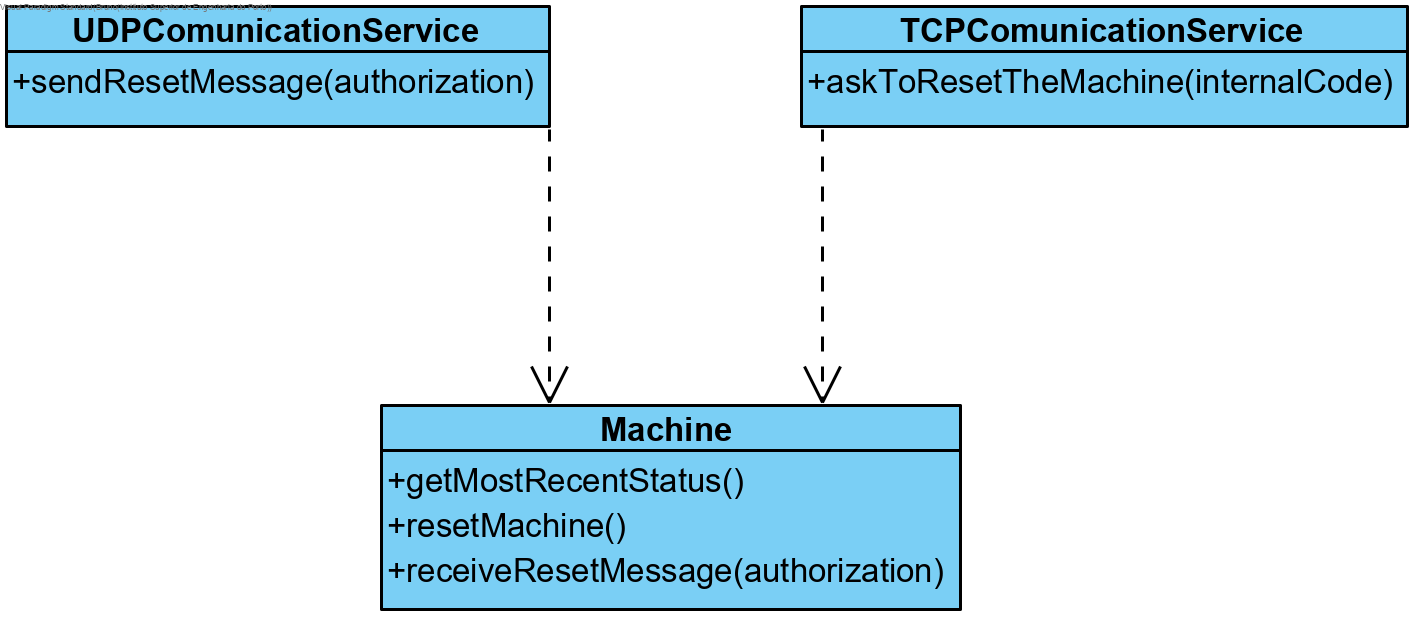 UDPComunicationService
+sendResetMessage(authorization)
TCPComunicationService
+askToResetTheMachine(internalCode)
Machine
+getMostRecentStatus()
+resetMachine()
+receiveResetMessage(authorization)